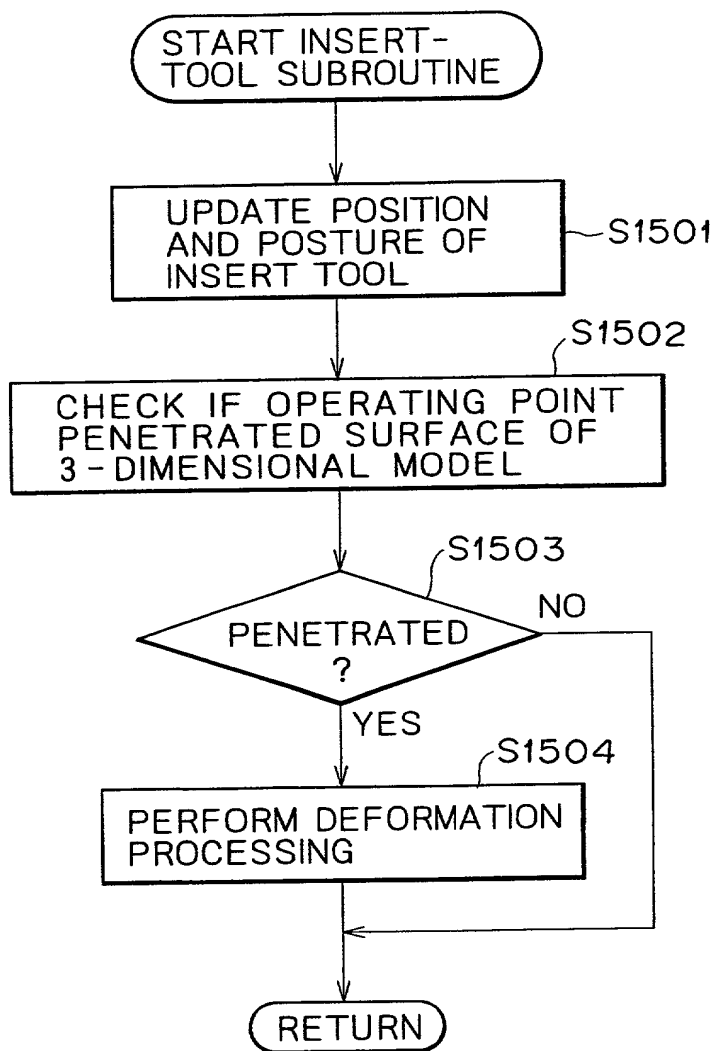 START INSERT-
TOOL SUBROUTINE
UPDATE POSITION
AND POSTURE OF
INSERT TOOL
S1501
S1502
CHECK IF OPERATING POINT
PENETRATED SURFACE OF
3-DIMENSIONAL MODEL
S1503
PENETRATED
?
NO
YES
S1504
PERFORM DEFORMATION
PROCESSING
RETURN